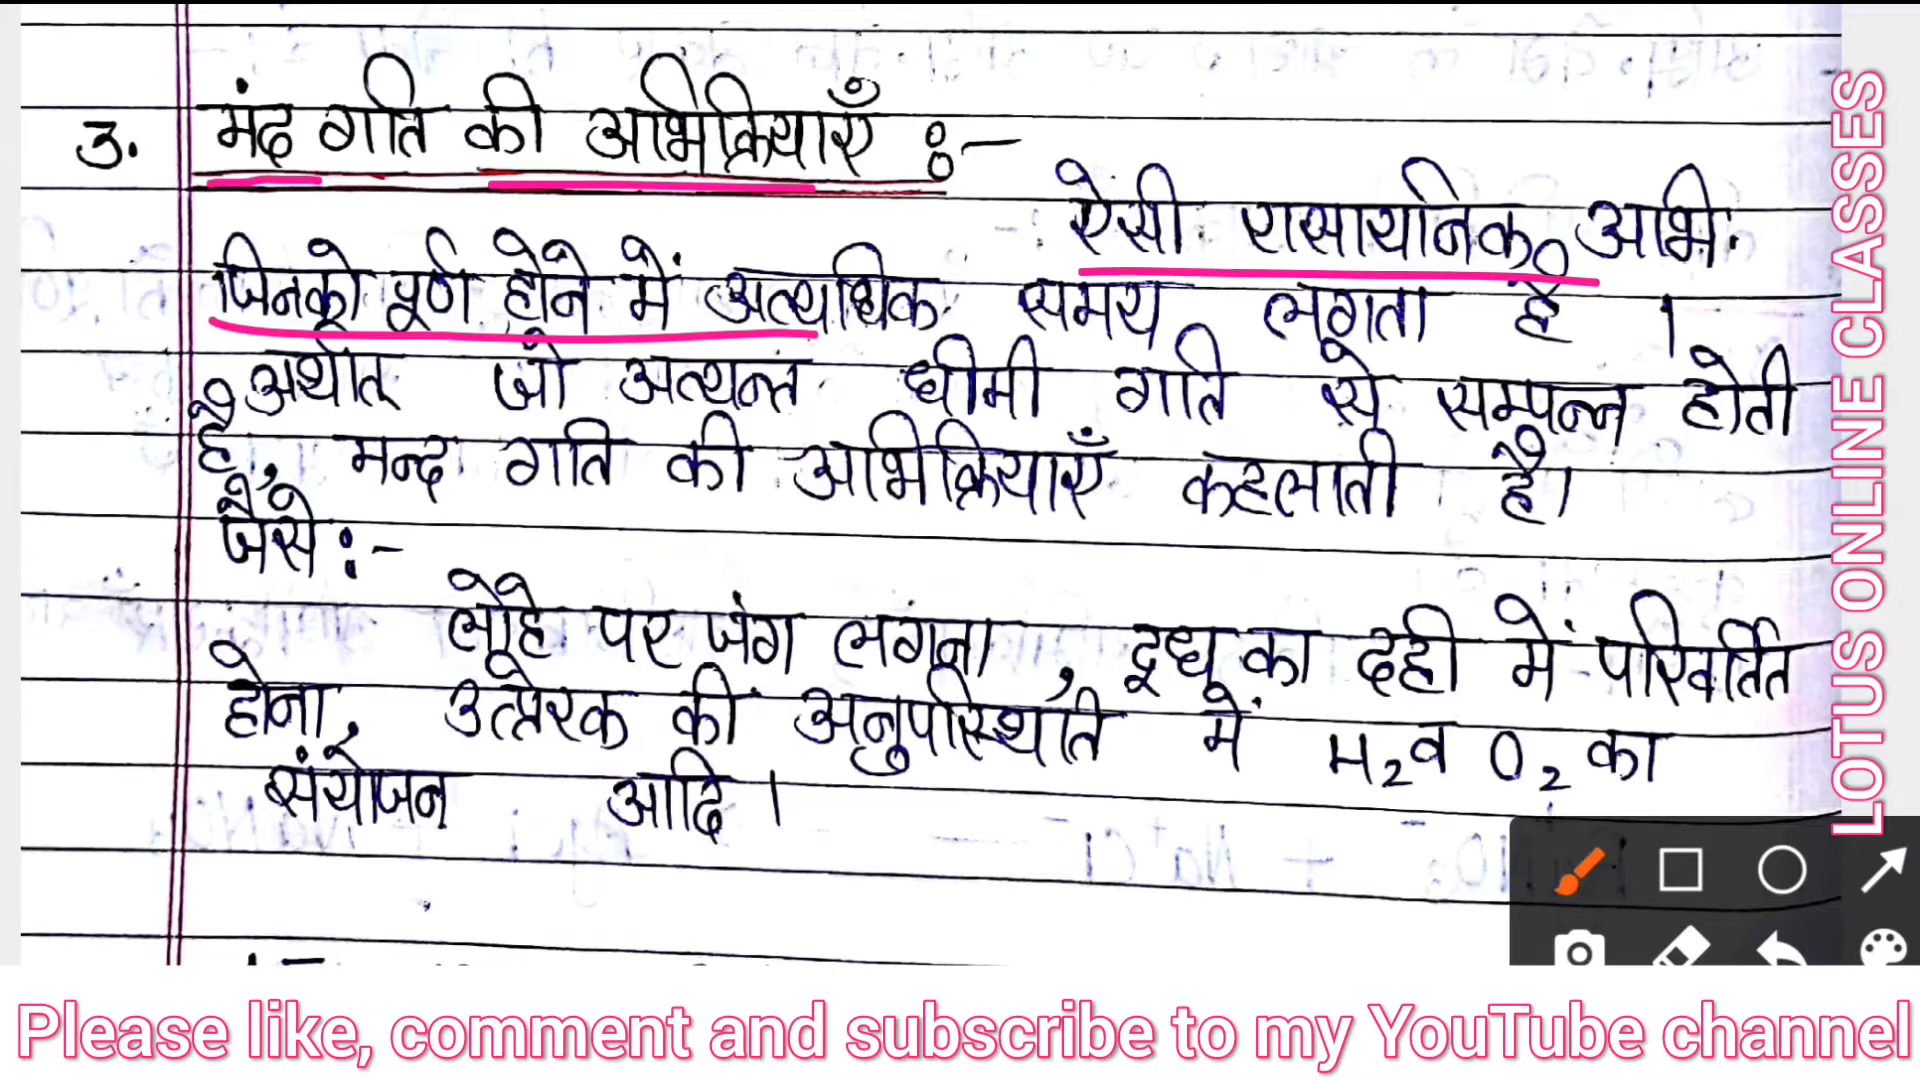 3. मंद गति की अभिक्रियाएँ :-
ऐसी रासायनिक अभि.
जिनको पूर्ण होने में अत्यधिक समय लगता है ।
अर्थात जो अत्यन्त धीमी गति से सम्पन्न होती
है, मन्द गति की अभिक्रियाएँ कहलाती है।
जैसे :-
लोहे पर जंग लगना, दूध का दही में परिवर्तित
होना, उत्प्रेरक की अनुपस्थिति में H₂ व O₂ का
संयोजन आदि ।
LOTUS ONLINE CLASSES
Please like, comment and subscribe to my YouTube channel